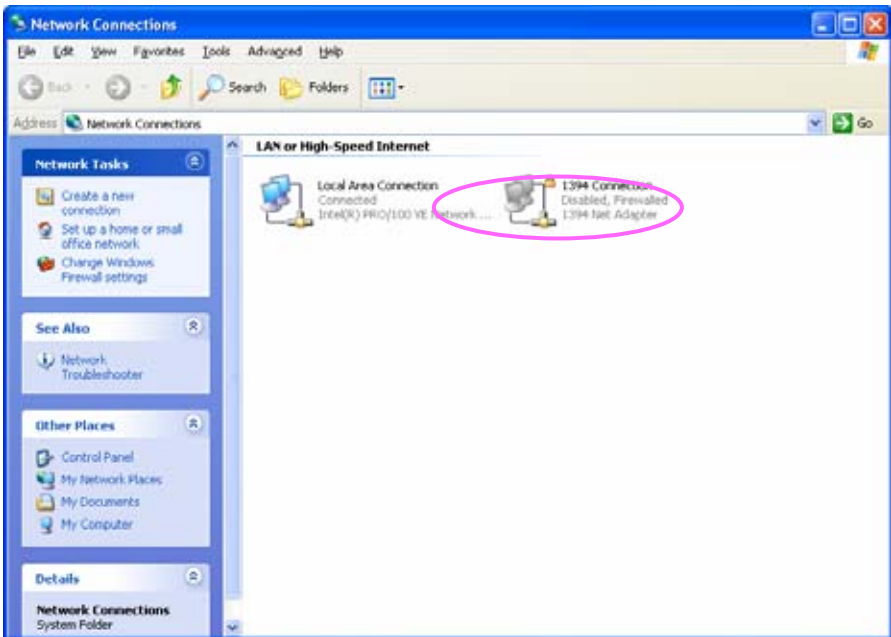 Network Connections
File Edit View Favorites Tools Advanced Help
Back Search Folders
Address Network Connections Go
Network Tasks
Create a new
connection
Set up a home or small
office network
Change Windows
Firewall settings
See Also
Network
Troubleshooter
Other Places
Control Panel
My Network Places
My Documents
My Computer
Details
Network Connections
System Folder
LAN or High-Speed Internet
Local Area Connection
Connected
Intel(R) PRO/100 VE Network ...
1394 Connection
Disabled, Firewalled
1394 Net Adapter